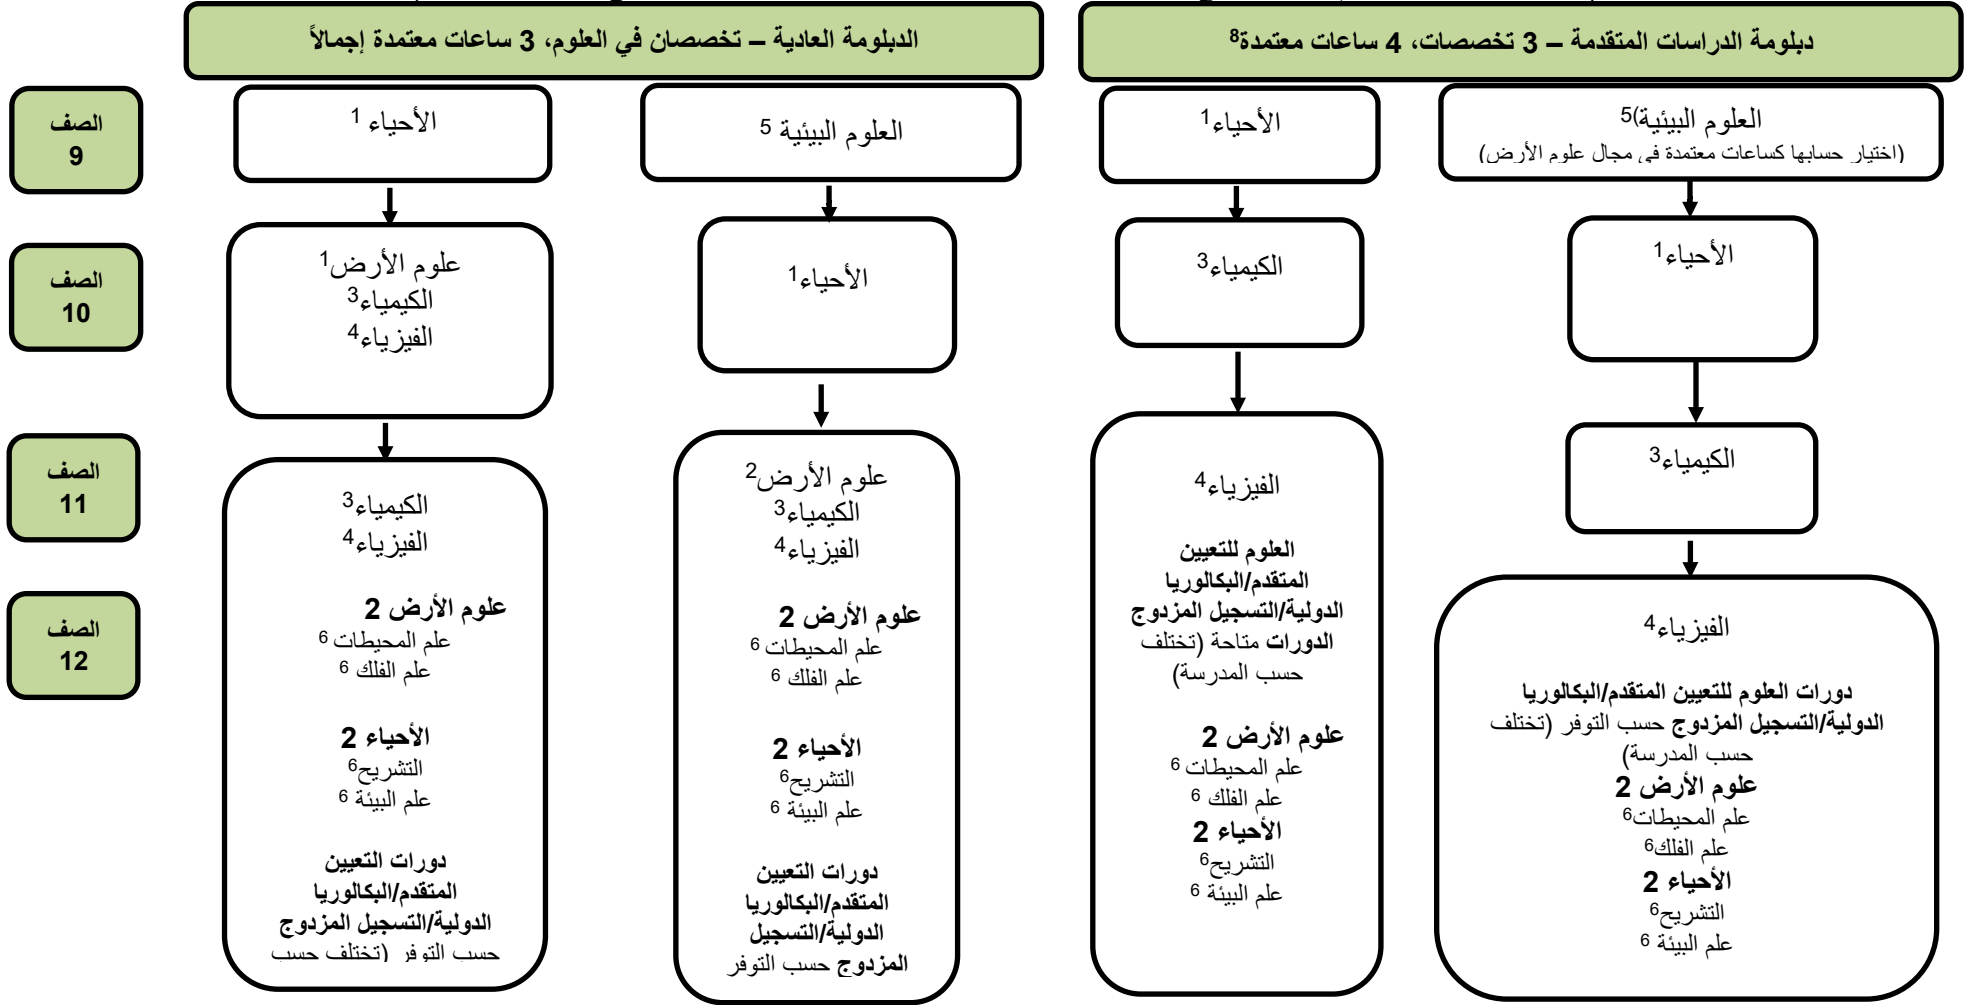 دبلومة الدراسات المتقدمة – 3 تخصصات، 4 ساعات معتمدة8
الدبلومة العادية – تخصصان في العلوم، 3 ساعات معتمدة إجمالاً
الصف
9
الصف
10
الصف
11
الصف
12
العلوم البيئية)5
(اختيار حسابها كساعات معتمدة في مجال علوم الأرض)
الأحياء1
الكيمياء3
الفيزياء4
دورات العلوم للتعيين المتقدم/البكالوريا
الدولية/التسجيل المزدوج حسب التوفر (تختلف
حسب المدرسة)
علوم الأرض 2
علم المحيطات6
علم الفلك6
الأحياء 2
التشريح6
علم البيئة 6
الأحياء1
الكيمياء3
الفيزياء4
العلوم للتعيين
المتقدم/البكالوريا
الدولية/التسجيل المزدوج
الدورات متاحة (تختلف
حسب المدرسة)
علوم الأرض 2
علم المحيطات 6
علم الفلك 6
الأحياء 2
التشريح6
علم البيئة 6
العلوم البيئية 5
الأحياء1
علوم الأرض2
الكيمياء3
الفيزياء4
علوم الأرض 2
علم المحيطات 6
علم الفلك 6
الأحياء 2
التشريح6
علم البيئة 6
دورات التعيين
المتقدم/البكالوريا
الدولية/التسجيل
المزدوج حسب التوفر
الأحياء 1
علوم الأرض1
الكيمياء3
الفيزياء4
الكيمياء3
الفيزياء4
علوم الأرض 2
علم المحيطات 6
علم الفلك 6
الأحياء 2
التشريح6
علم البيئة 6
دورات التعيين
المتقدم/البكالوريا
الدولية/التسجيل المزدوج
حسب التوفر (تختلف حسب